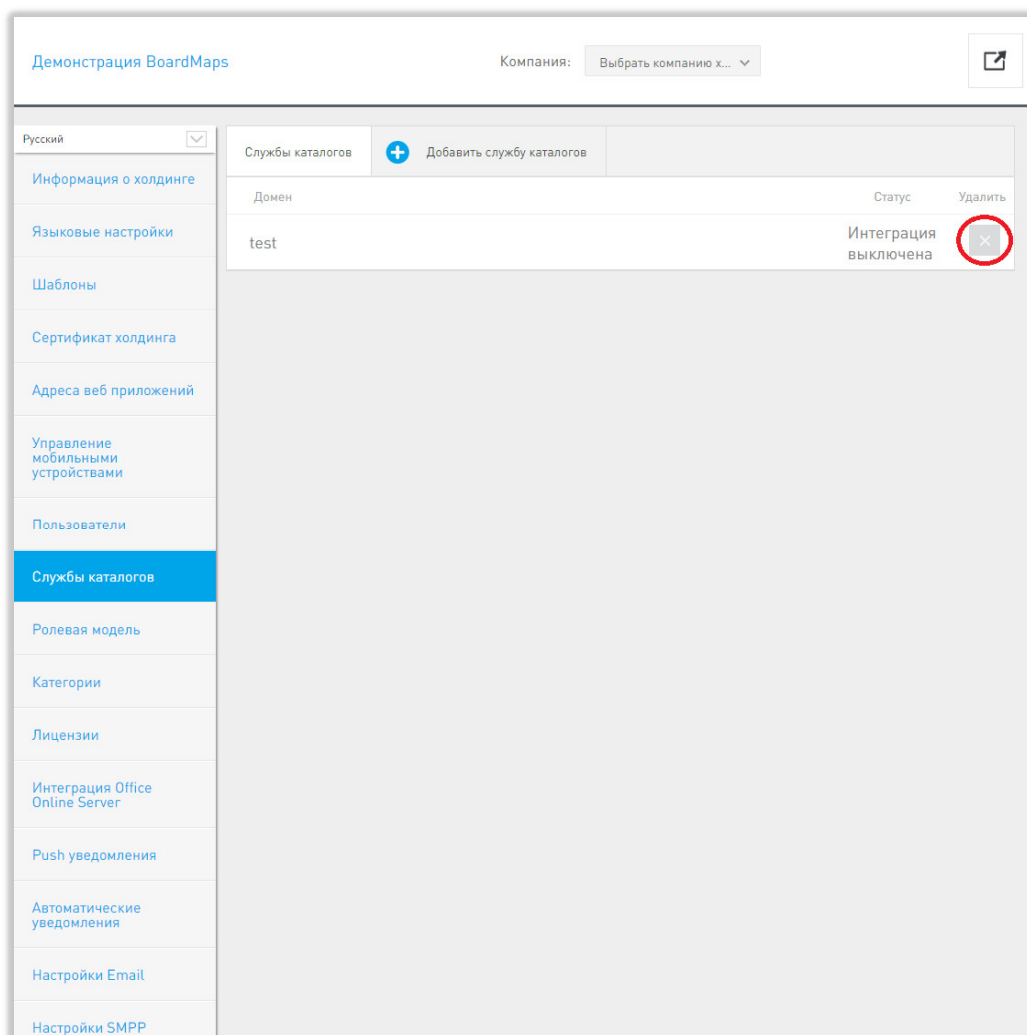 Демонстрация BoardMaps
Компания:
Выбрать компанию х...
Русский
Службы каталогов
Добавить службу каталогов
Информация о холдинге
Домен
Статус
Удалить
Языковые настройки
test
Интеграция
выключена
Шаблоны
Сертификат холдинга
Адреса веб приложений
Управление
мобильными
устройствами
Пользователи
Службы каталогов
Ролевая модель
Категории
Лицензии
Интеграция Office
Online Server
Push уведомления
Автоматические
уведомления
Настройки Email
Настройки SMPP